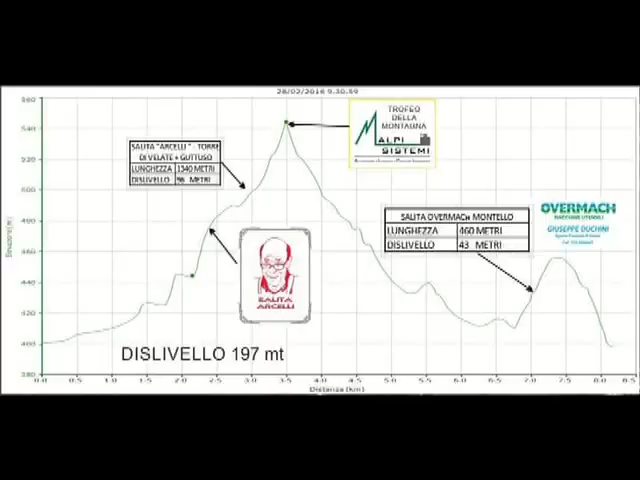 28/02/2016 9.30.59
560
540
520
500
480
460
440
420
400
380
0.0 0.5 1.0 1.5 2.0 2.5 3.0 3.5 4.0 4.5 5.0 5.5 6.0 6.5 7.0 7.5 8.0 8.5
Distanza [km]
SALITA "ARCELLI" - TORRE
DI VELATE + GUTTUSO
LUNGHEZZA 1340 METRI
DISLIVELLO 96 METRI
TROFEO
DELLA
MONTAGNA
ALPI
SISTEMI
SALITA
ARCELLI
SALITA OVERMACH MONTELLO
LUNGHEZZA 460 METRI
DISLIVELLO 43 METRI
OVERMACH
GIUSEPPE DUCHINI
DISLIVELLO 197 mt